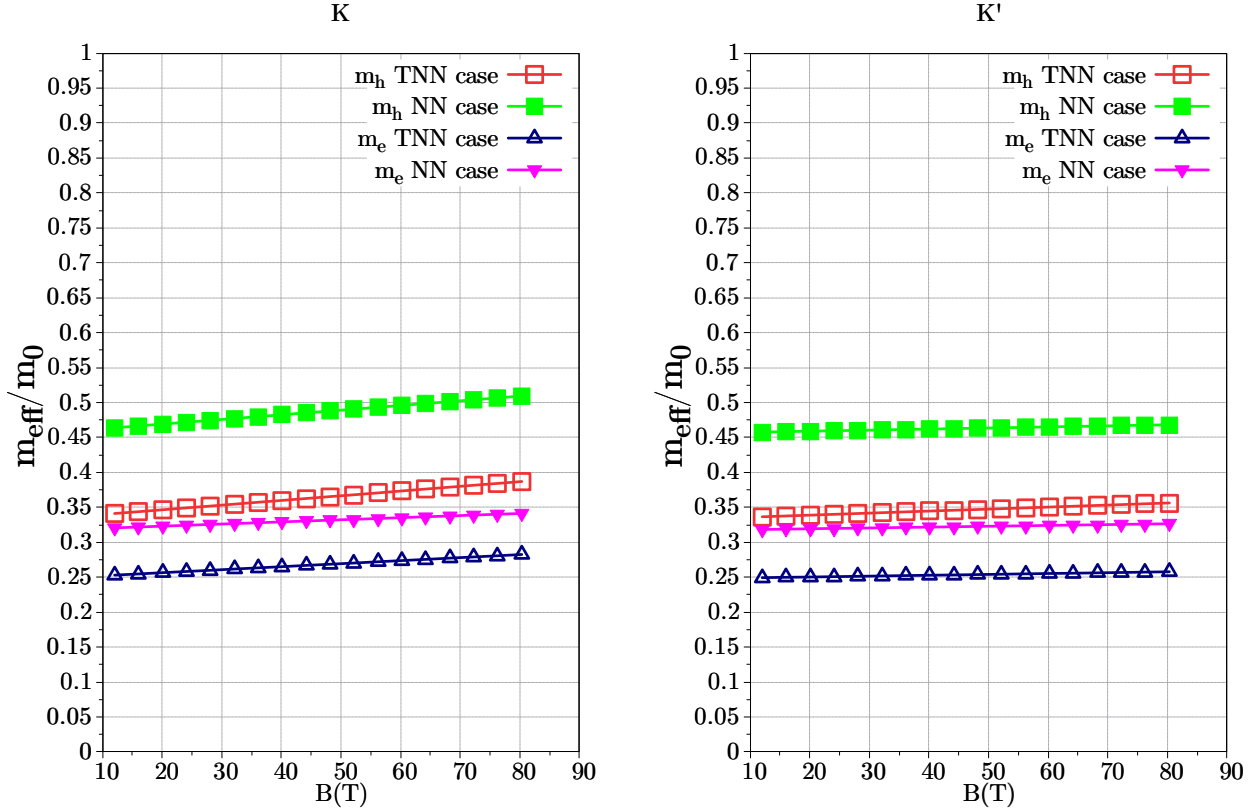 K
m_eff/m_0
1
0.95
0.9
0.85
0.8
0.75
0.7
0.65
0.6
0.55
0.5
0.45
0.4
0.35
0.3
0.25
0.2
0.15
0.1
0.05
0
m_h TNN case
m_h NN case
m_e TNN case
m_e NN case
10 20 30 40 50 60 70 80 90
B(T)
K'
m_eff/m_0
1
0.95
0.9
0.85
0.8
0.75
0.7
0.65
0.6
0.55
0.5
0.45
0.4
0.35
0.3
0.25
0.2
0.15
0.1
0.05
0
m_h TNN case
m_h NN case
m_e TNN case
m_e NN case
10 20 30 40 50 60 70 80 90
B(T)